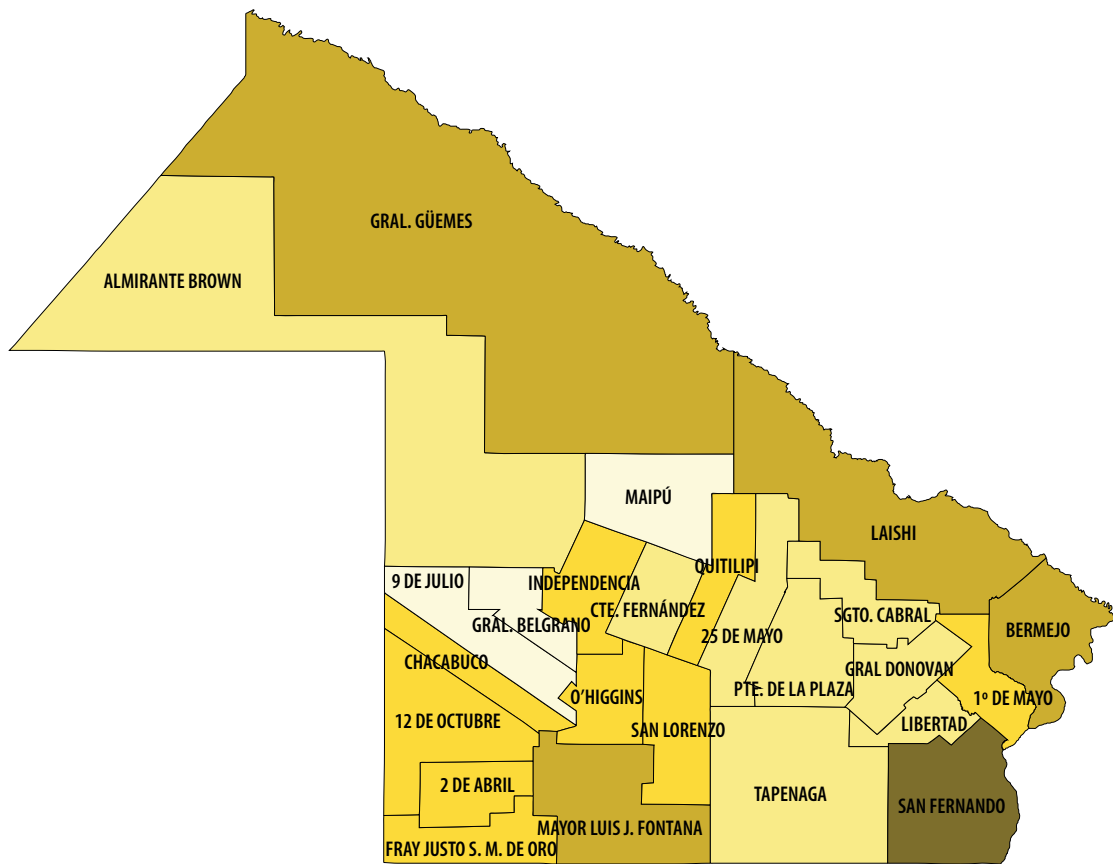 GRAL. GÜEMES
ALMIRANTE BROWN
MAIPÚ
LAISHI
QUITILIPI
9 DE JULIO
INDEPENDENCIA
CTE. FERNÁNDEZ
SGTO. CABRAL
GRAL. BELGRANO
25 DE MAYO
BERMEJO
CHACABUCO
GRAL DONOVAN
PTE. DE LA PLAZA
O'HIGGINS
1º DE MAYO
12 DE OCTUBRE
LIBERTAD
SAN LORENZO
2 DE ABRIL
TAPENAGA
SAN FERNANDO
MAYOR LUIS J. FONTANA
FRAY JUSTO S. M. DE ORO